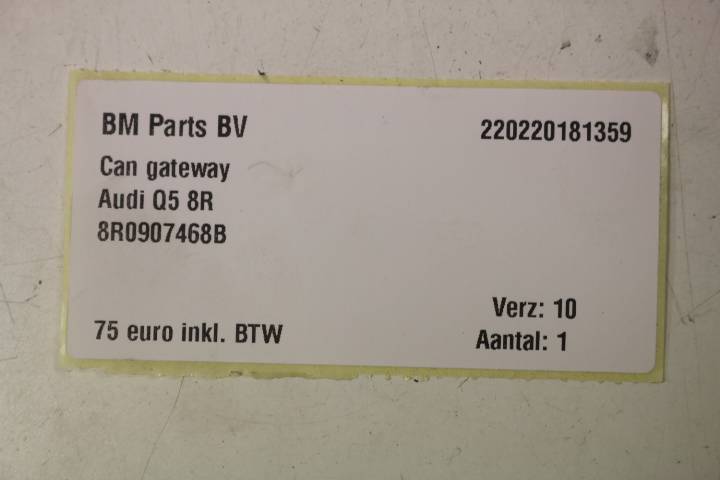 BM Parts BV
220220181359
Can gateway
Audi Q5 8R
8R0907468B
Verz: 10
75 euro inkl. BTW
Aantal: 1